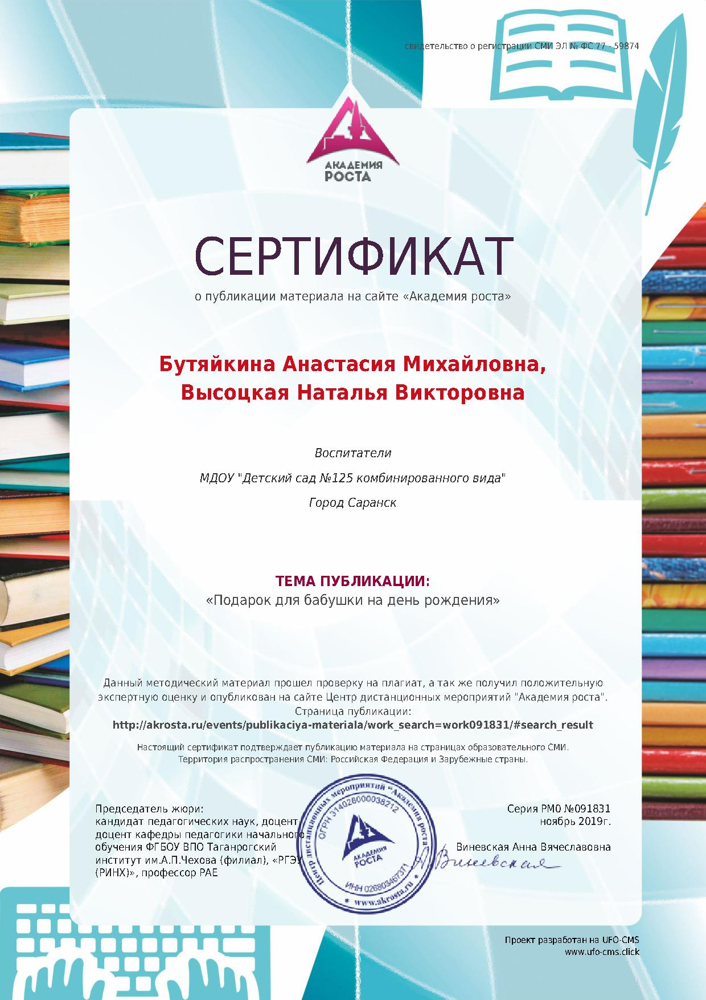 свидетельство о регистрации СМИ ЭЛ № ФС 77 - 59874
АКАДЕМИЯ
РОСТА
СЕРТИФИКАТ
о публикации материала на сайте «Академия роста»
Бутяйкина Анастасия Михайловна,
Высоцкая Наталья Викторовна
Воспитатели
МДОУ "Детский сад №125 комбинированного вида"
Город Саранск
ТЕМА ПУБЛИКАЦИИ:
«Подарок для бабушки на день рождения»
Данный методический материал прошел проверку на плагиат, а так же получил положительную
экспертную оценку и опубликован на сайте Центр дистанционных мероприятий "Академия роста".
Страница публикации:
http://akrosta.ru/events/publikaciya-materiala/work_search=work091831/#search_result
Настоящий сертификат подтверждает публикацию материала на страницах образовательного СМИ.
Территория распространения СМИ: Российская Федерация и Зарубежные страны.
Председатель жюри:
кандидат педагогических наук, доцент,
доцент кафедры педагогики начального
обучения ФГБОУ ВПО Таганрогский
институт им.А.П.Чехова (филиал), «РГЭУ
(РИНХ)», профессор РАЕ
Центр дистанционных мероприятий "Академия роста"
ОГРН 314028000038212
АКАДЕМИЯ
РОСТА
ИНН 026803467371
* www.akrosta.ru *
Серия РМ0 №091831
ноябрь 2019г.
Виневская Анна Вячеславовна
А Виневская
Проект разработан на UFO-CMS
www.ufo-cms.click